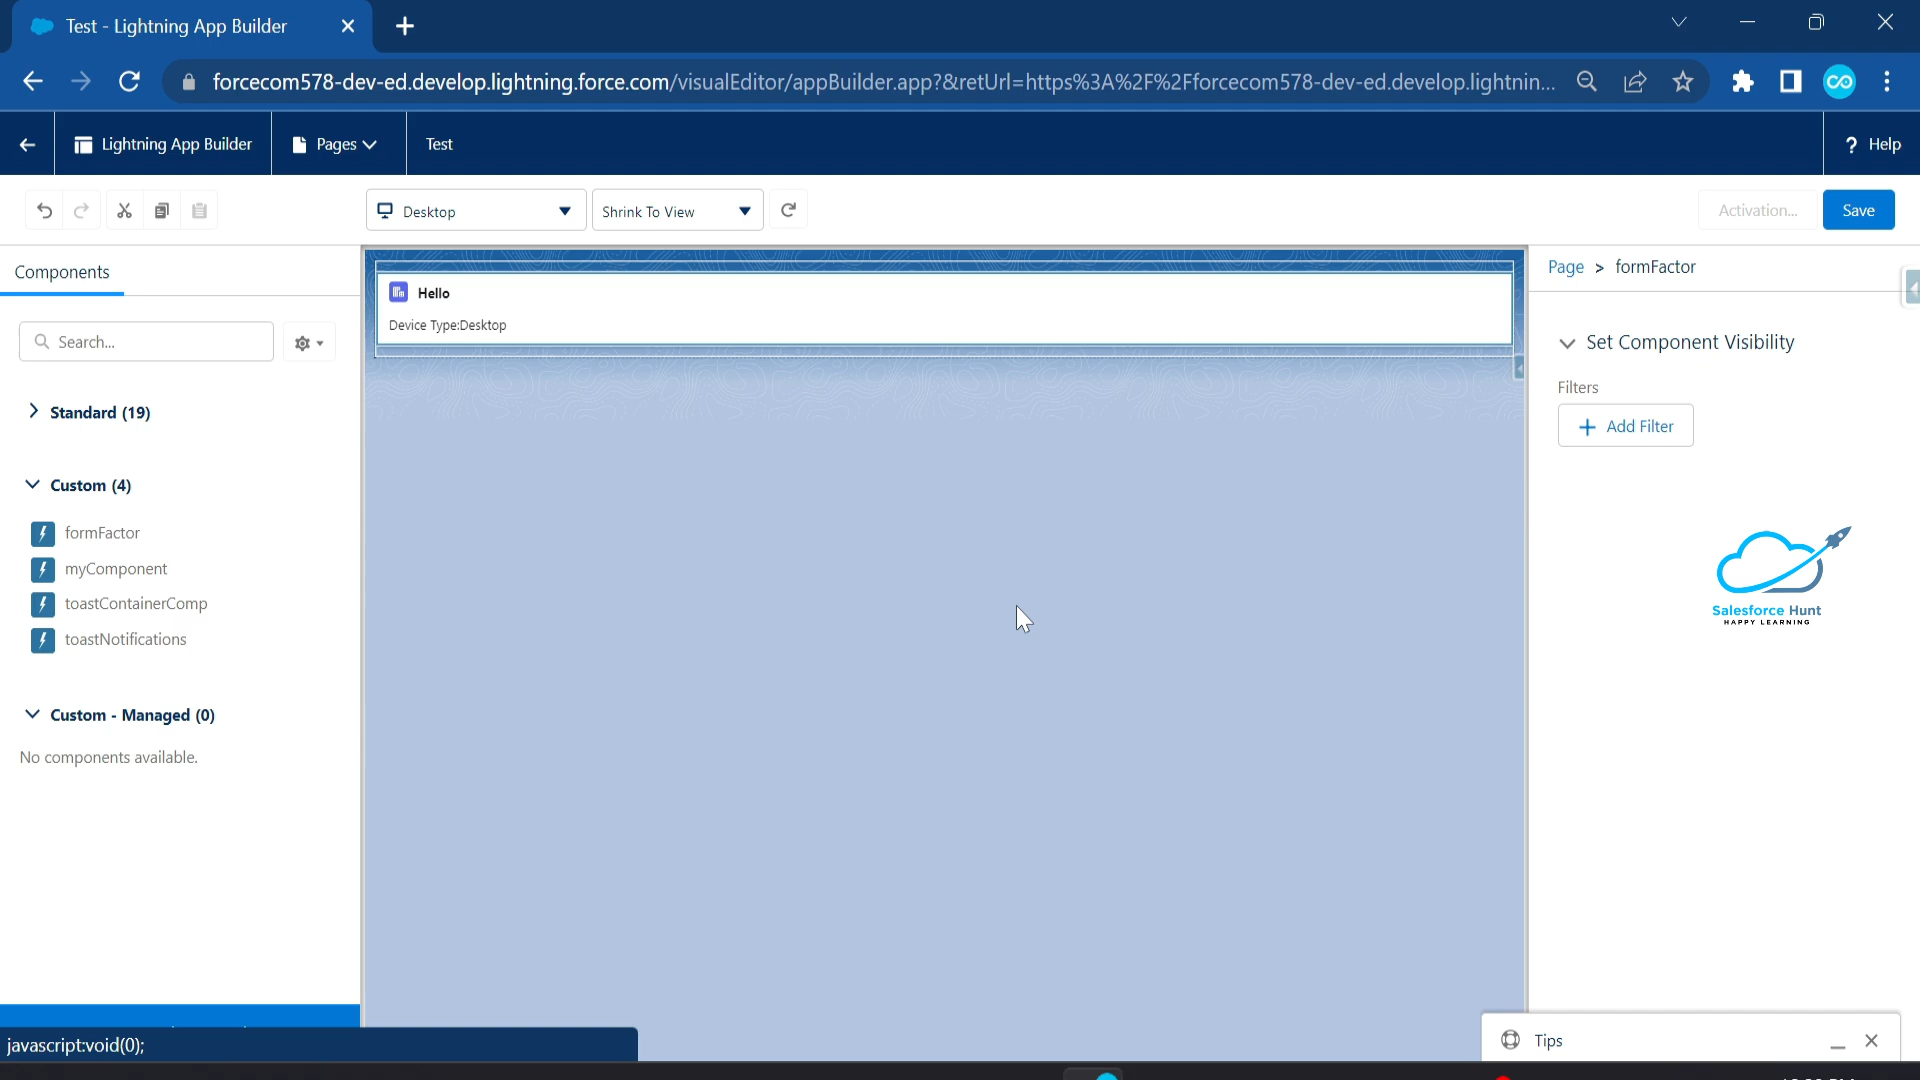 Test - Lightning App Builder
forcecom578-dev-ed.develop.lightning.force.com/visualEditor/appBuilder.app?&retUrl=https%3A%2F%2Fforcecom578-dev-ed.develop.lightnin...
Lightning App Builder
Pages
Test
? Help
Desktop
Shrink To View
Activation...
Save
Components
Search...
Standard (19)
Custom (4)
formFactor
myComponent
toastContainerComp
toastNotifications
Custom - Managed (0)
No components available.
javascript:void(0);
Hello
Device Type:Desktop
Page > formFactor
Set Component Visibility
Filters
+ Add Filter
Salesforce Hunt
HAPPY LEARNING
Tips